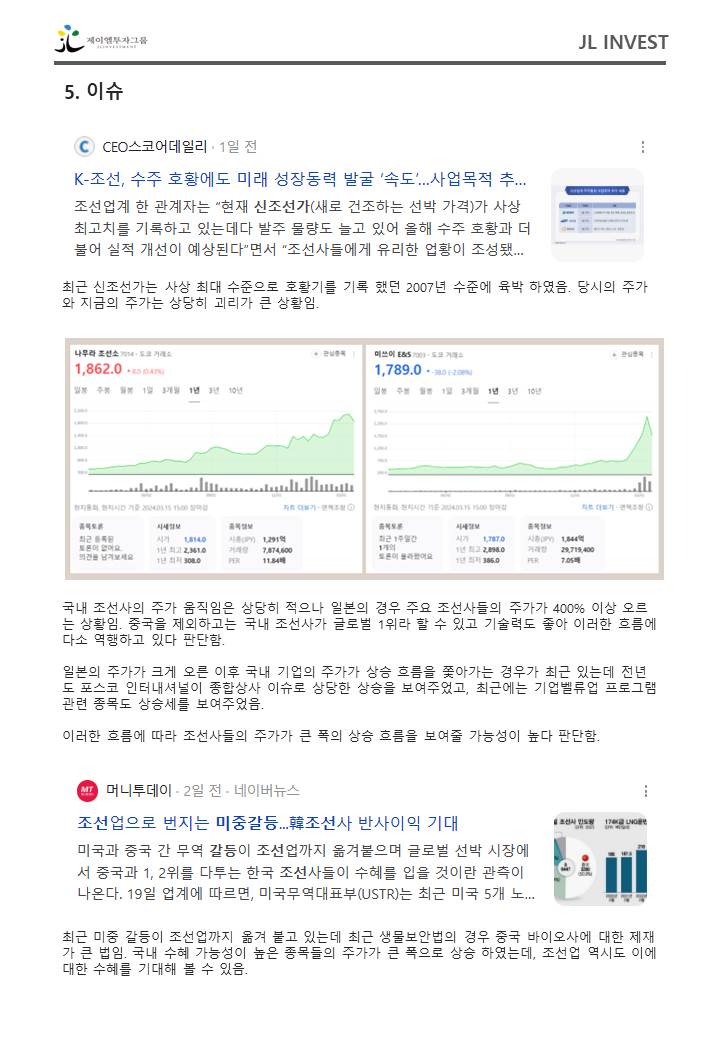 제이엘투자그룹
JL INVESTMENT
JL INVEST
5. 이슈
CEO스코어데일리 · 1일 전
K-조선, 수주 호황에도 미래 성장동력 발굴 ‘속도’…사업목적 추...
조선업계 한 관계자는 “현재 신조선가(새로 건조하는 선박 가격)가 사상
최고치를 기록하고 있는데다 발주 물량도 늘고 있어 올해 수주 호황과 더
불어 실적 개선이 예상된다”면서 “조선사들에게 유리한 업황이 조성됐...
최근 신조선가는 사상 최대 수준으로 호황기를 기록 했던 2007년 수준에 육박 하였음. 당시의 주가
와 지금의 주가는 상당히 괴리가 큰 상황임.
나무라 조선소 7014 · 도쿄 거래소
+ 관심종목
1,862.0 ▲8.0 (0.43%)
일봉 주봉 월봉 1일 3개월 1년 3년 10년
현지통화, 현지시간 기준 2024.03.15 15:00 장마감
차트 더보기 · 면책조항
종목토론
최근 등록된
토론이 없어요.
의견을 남겨보세요
시세정보
시가 1,814.0
1년 최고 2,361.0
1년 최저 308.0
종목정보
시총(JPY) 1,291억
거래량 7,874,600
PER 11.84배
미쓰이 E&S 7003 · 도쿄 거래소
+ 관심종목
1,789.0 ▼-38.0 (-2.08%)
일봉 주봉 월봉 1일 3개월 1년 3년 10년
현지통화, 현지시간 기준 2024.03.15 15:00 장마감
차트 더보기 · 면책조항
종목토론
최근 1주일간
1개의
토론이 올라왔어요
시세정보
시가 1,787.0
1년 최고 2,898.0
1년 최저 386.0
종목정보
시총(JPY) 1,844억
거래량 29,719,400
PER 7.05배
국내 조선사의 주가 움직임은 상당히 적으나 일본의 경우 주요 조선사들의 주가가 400% 이상 오르
는 상황임. 중국을 제외하고는 국내 조선사가 글로벌 1위라 할 수 있고 기술력도 좋아 이러한 흐름에
다소 역행하고 있다 판단함.
일본의 주가가 크게 오른 이후 국내 기업의 주가가 상승 흐름을 쫓아가는 경우가 최근 있는데 전년
도 포스코 인터내셔널이 종합상사 이슈로 상당한 상승을 보여주었고, 최근에는 기업벨류업 프로그램
관련 종목도 상승세를 보여주었음.
이러한 흐름에 따라 조선사들의 주가가 큰 폭의 상승 흐름을 보여줄 가능성이 높다 판단함.
MT
머니투데이 · 2일 전 · 네이버뉴스
조선업으로 번지는 미중갈등...韓조선사 반사이익 기대
미국과 중국 간 무역 갈등이 조선업까지 옮겨붙으며 글로벌 선박 시장에
서 중국과 1, 2위를 다투는 한국 조선사들이 수혜를 입을 것이란 관측이
나온다. 19일 업계에 따르면, 미국무역대표부(USTR)는 최근 미국 5개 노...
조선사 인도량
174K급 LNG운반
최근 미중 갈등이 조선업까지 옮겨 붙고 있는데 최근 생물보안법의 경우 중국 바이오사에 대한 제재
가 큰 법임. 국내 수혜 가능성이 높은 종목들의 주가가 큰 폭으로 상승 하였는데, 조선업 역시도 이에
대한 수혜를 기대해 볼 수 있음.